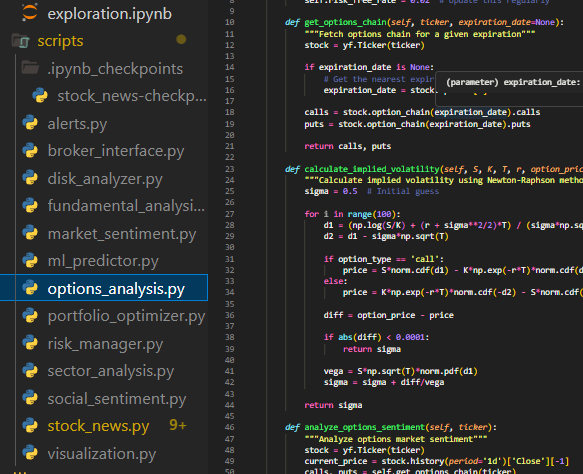 exploration.ipynb
scripts
.ipynb_checkpoints
stock_news-checkp...
alerts.py
broker_interface.py
disk_analyzer.py
fundamental_analysi...
market_sentiment.py
ml_predictor.py
options_analysis.py
portfolio_optimizer.py
risk_manager.py
sector_analysis.py
social_sentiment.py
stock_news.py 9+
visualization.py
8 self.risk_free_rate = 0.02 # Update this regularly
9
10 def get_options_chain(self, ticker, expiration_date=None):
11 """Fetch options chain for a given expiration"""
12 stock = yf.Ticker(ticker)
13
14 if expiration_date is None:
15 # Get the nearest expir
(parameter) expiration_date:
16 expiration_date = stock.
17
18 calls = stock.option_chain(expiration_date).calls
19 puts = stock.option_chain(expiration_date).puts
20
21 return calls, puts
22
23 def calculate_implied_volatility(self, S, K, T, r, option_pric
24 """Calculate implied volatility using Newton-Raphson metho
25 sigma = 0.5 # Initial guess
26
27 for i in range(100):
28 d1 = (np.log(S/K) + (r + sigma**2/2)*T) / (sigma*np.sq
29 d2 = d1 - sigma*np.sqrt(T)
30
31 if option_type == 'call':
32 price = S*norm.cdf(d1) - K*np.exp(-r*T)*norm.cdf(d
33 else:
34 price = K*np.exp(-r*T)*norm.cdf(-d2) - S*norm.cdf(
35
36 diff = option_price - price
37
38 if abs(diff) < 0.0001:
39 return sigma
40
41 vega = S*np.sqrt(T)*norm.pdf(d1)
42 sigma = sigma + diff/vega
43
44 return sigma
45
46 def analyze_options_sentiment(self, ticker):
47 """Analyze options market sentiment"""
48 stock = yf.Ticker(ticker)
49 current_price = stock.history(period='1d')['Close'][-1]
50 calls, puts = self.get_options_chain(ticker)